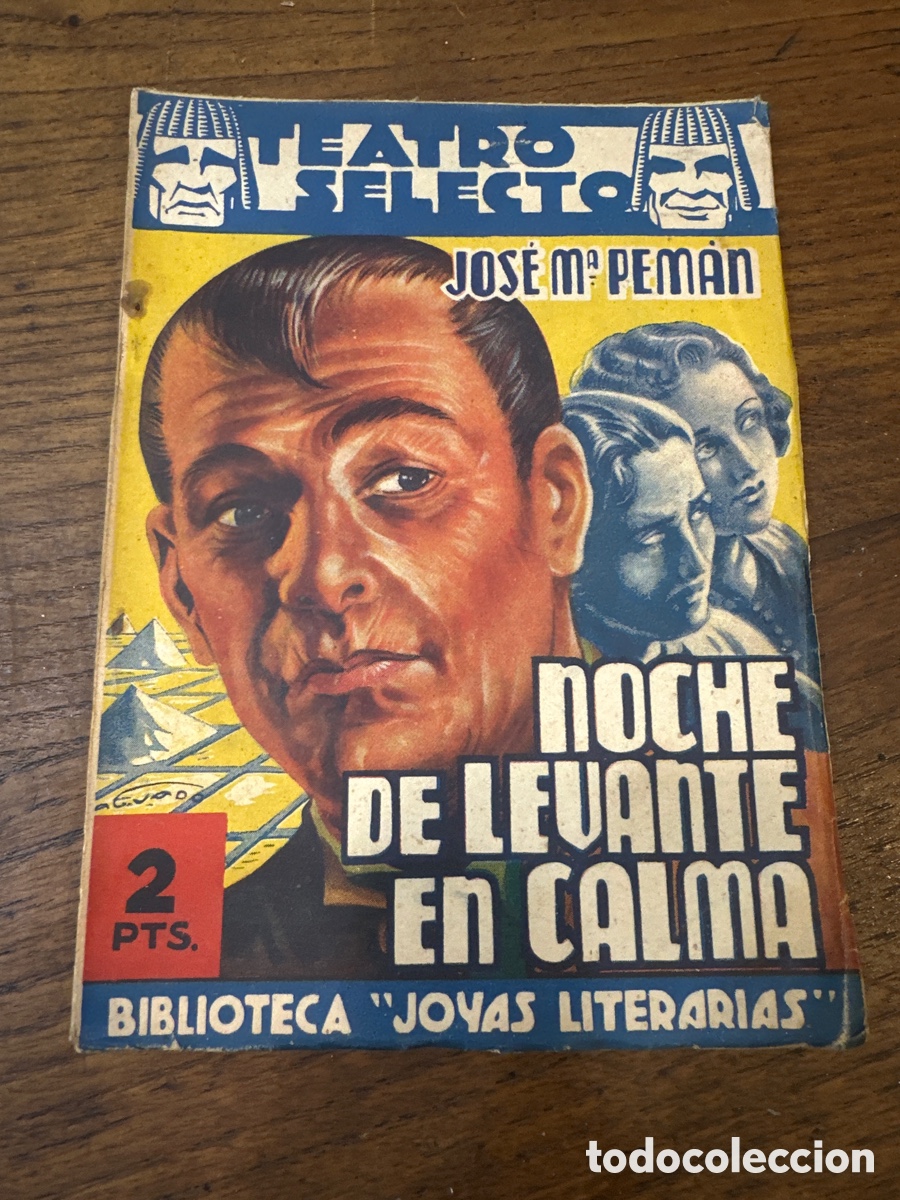 TEATRO
SELECTO
JOSÉ Mª PEMÁN
NOCHE
DE LEVANTE
EN CALMA
2
PTS.
BIBLIOTECA "JOYAS LITERARIAS"
todocoleccion